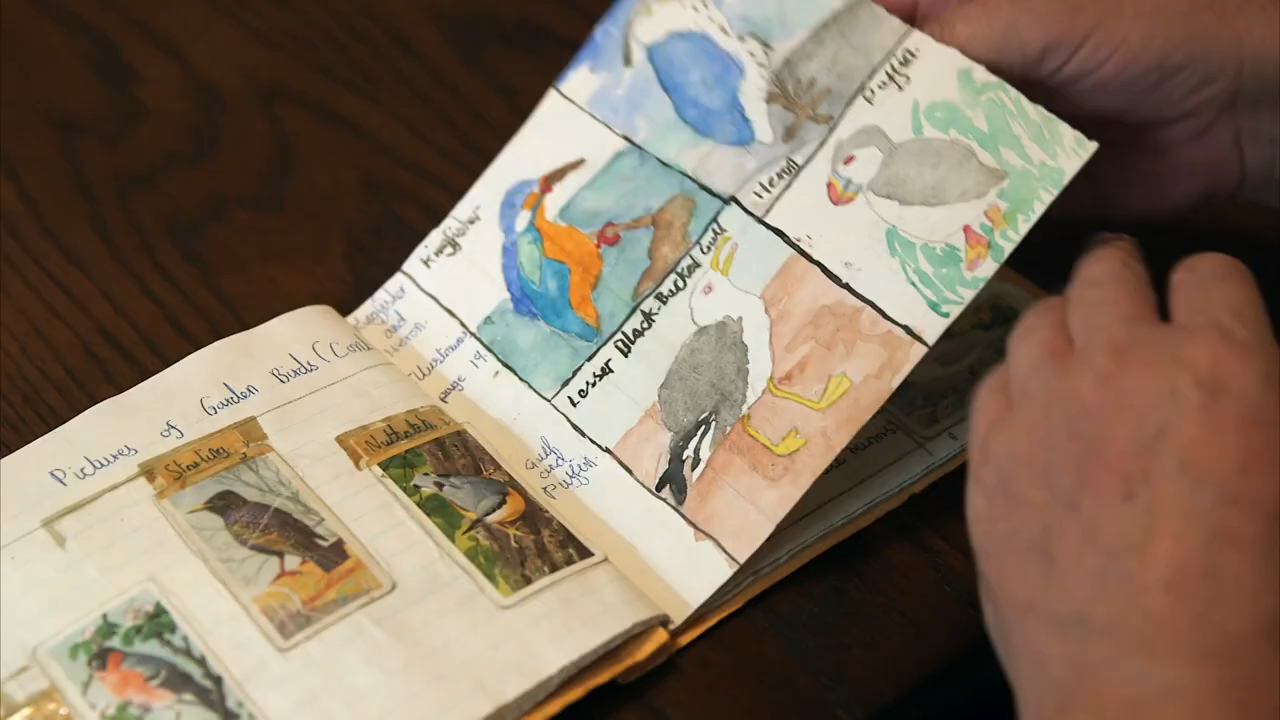 Pictures of Garden Birds (Cont
Starling.
Nuthatch.
Kingfisher
and
Heron.
Illustrations
page 19.
Gull
and
Puffin.
Kingfisher
Heron
Puffin.
Lesser Black-Backed Gull